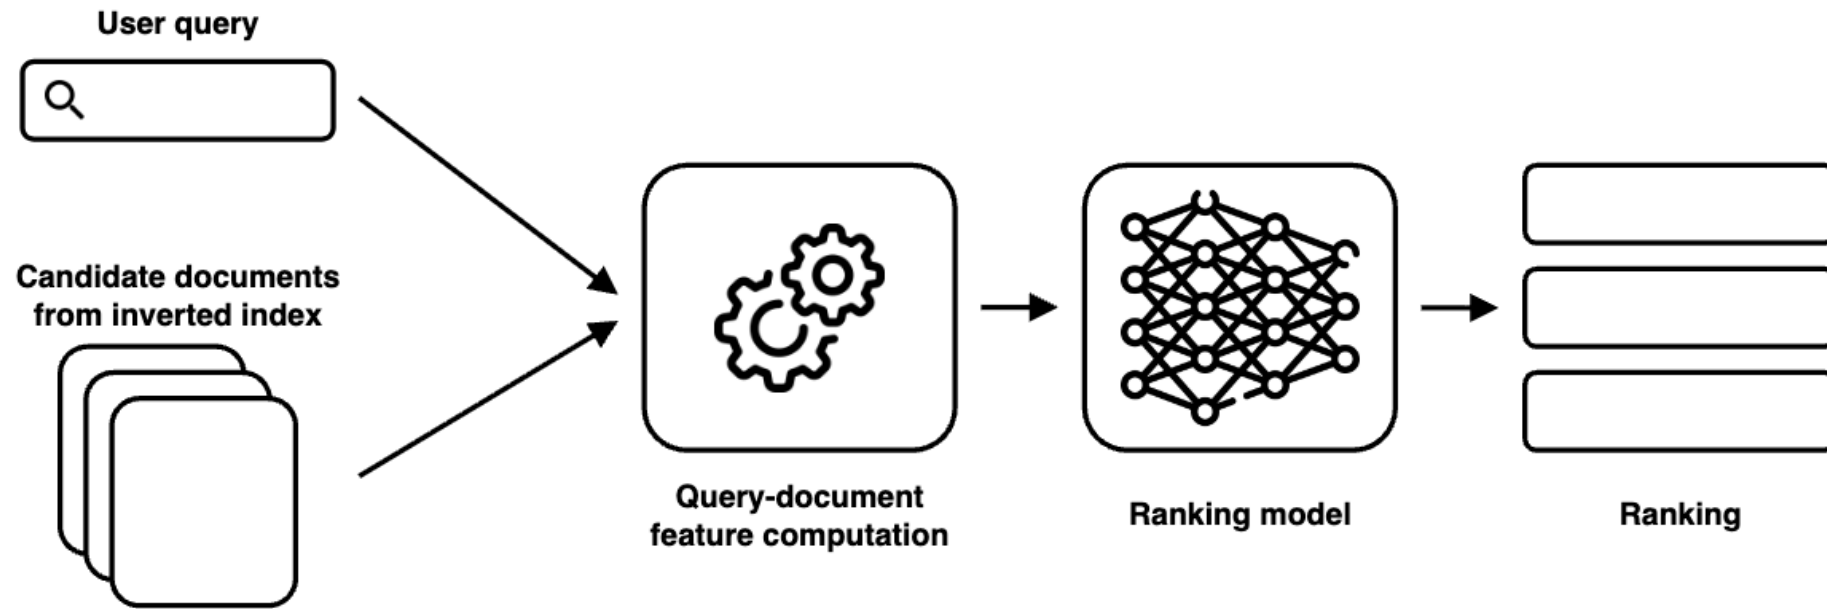 User query
Candidate documents
from inverted index
Query-document
feature computation
Ranking model
Ranking